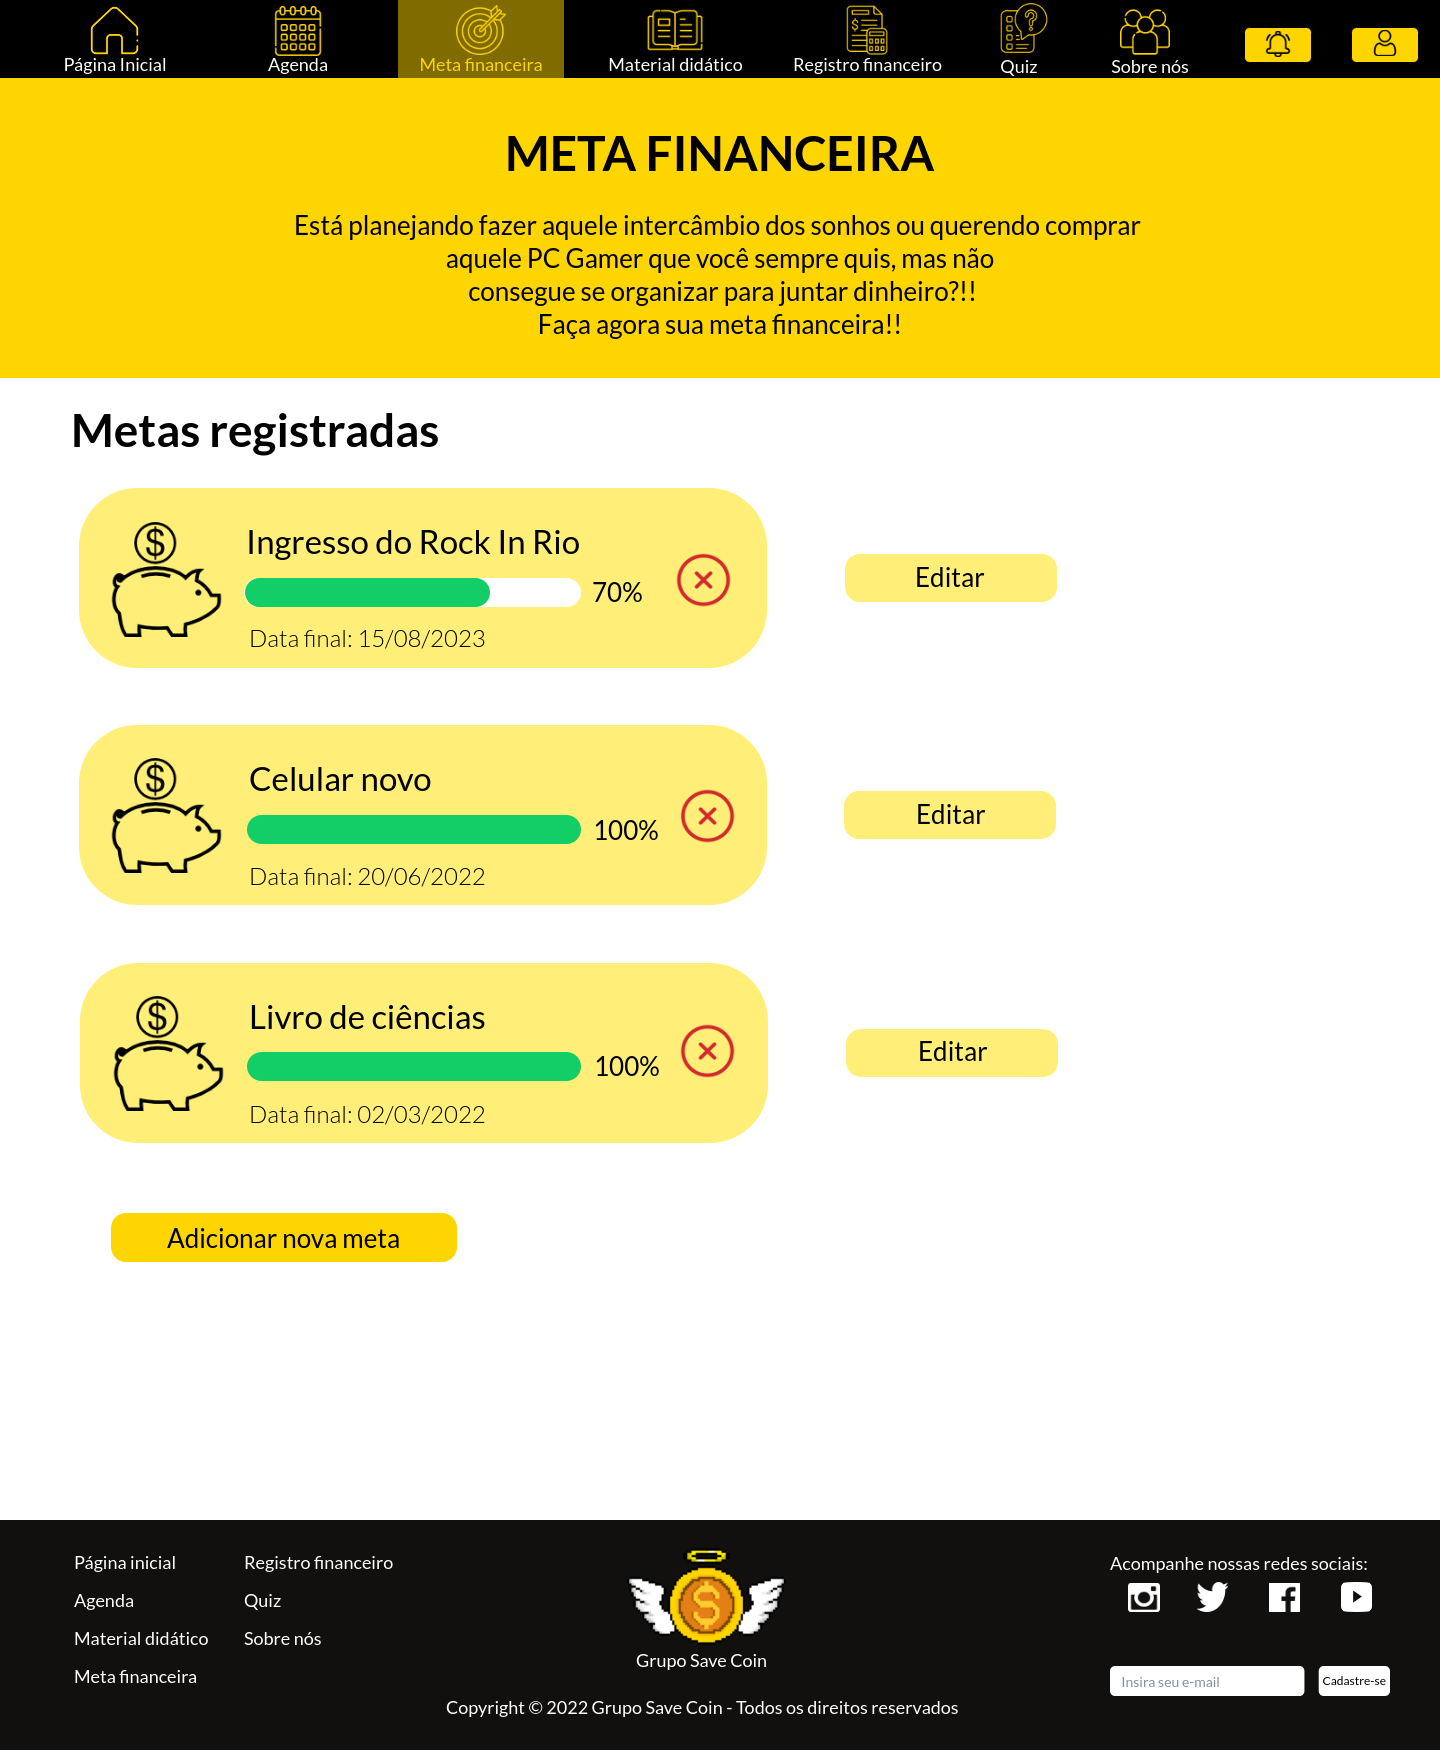 Página Inicial
Agenda
Meta financeira
Material didático
Registro financeiro
Quiz
Sobre nós
META FINANCEIRA
Está planejando fazer aquele intercâmbio dos sonhos ou querendo comprar
aquele PC Gamer que você sempre quis, mas não
consegue se organizar para juntar dinheiro?!!
Faça agora sua meta financeira!!
Metas registradas
Ingresso do Rock In Rio
70%
Data final: 15/08/2023
Editar
Celular novo
100%
Data final: 20/06/2022
Editar
Livro de ciências
100%
Data final: 02/03/2022
Editar
Adicionar nova meta
Página inicial
Agenda
Material didático
Meta financeira
Registro financeiro
Quiz
Sobre nós
Grupo Save Coin
Copyright © 2022 Grupo Save Coin - Todos os direitos reservados
Acompanhe nossas redes sociais:
Insira seu e-mail
Cadastre-se